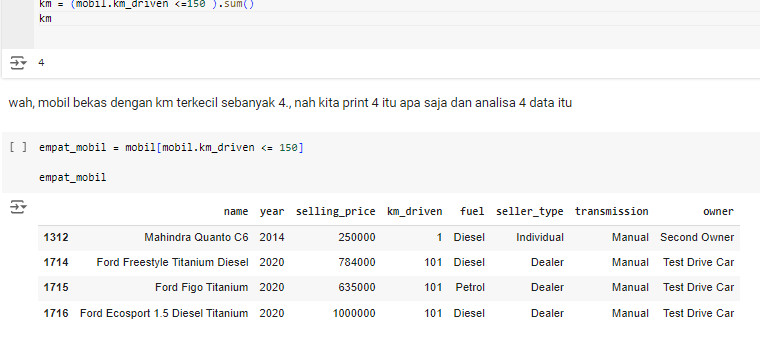 km = (mobil.km_driven <=150 ).sum()
km
4
wah, mobil bekas dengan km terkecil sebanyak 4., nah kita print 4 itu apa saja dan analisa 4 data itu
[ ] empat_mobil = mobil[mobil.km_driven <= 150]
empat_mobil
name year selling_price km_driven fuel seller_type transmission owner
1312 Mahindra Quanto C6 2014 250000 1 Diesel Individual Manual Second Owner
1714 Ford Freestyle Titanium Diesel 2020 784000 101 Diesel Dealer Manual Test Drive Car
1715 Ford Figo Titanium 2020 635000 101 Petrol Dealer Manual Test Drive Car
1716 Ford Ecosport 1.5 Diesel Titanium 2020 1000000 101 Diesel Dealer Manual Test Drive Car